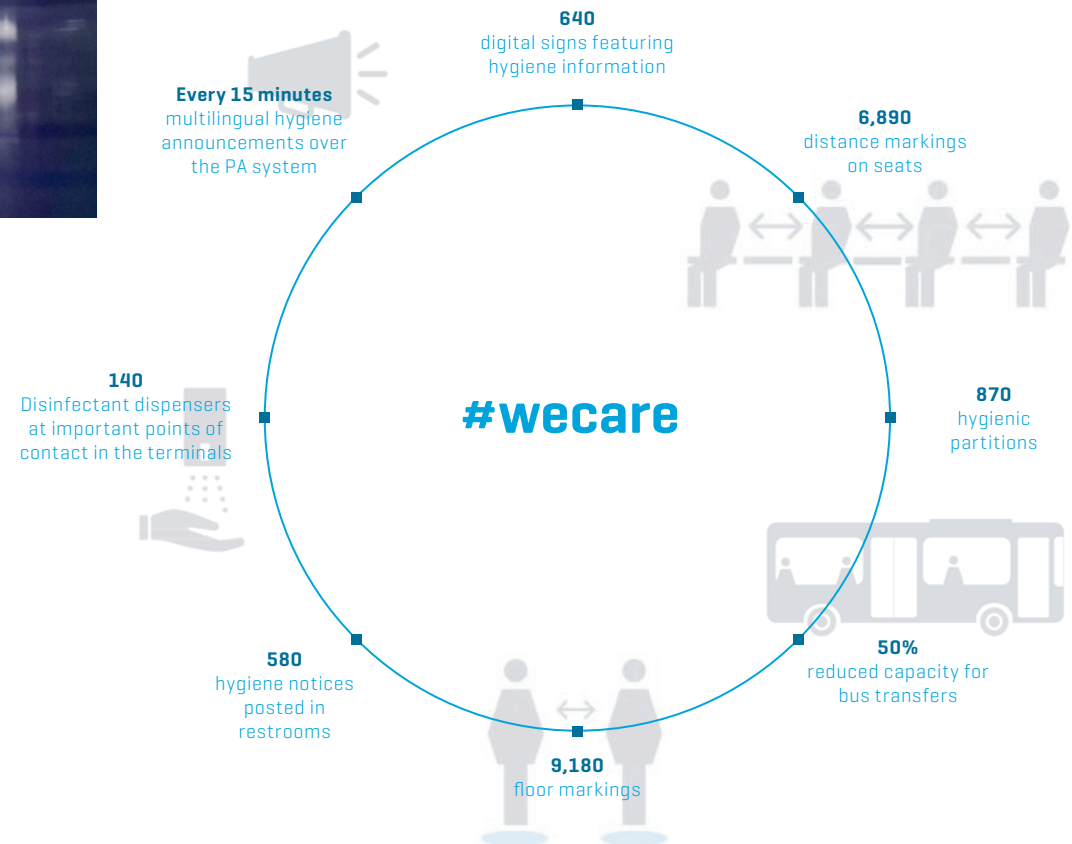 640
digital signs featuring
hygiene information
6,890
distance markings
on seats
870
hygienic
partitions
50%
reduced capacity for
bus transfers
9,180
floor markings
580
hygiene notices
posted in
restrooms
140
Disinfectant dispensers
at important points of
contact in the terminals
Every 15 minutes
multilingual hygiene
announcements over
the PA system
#wecare